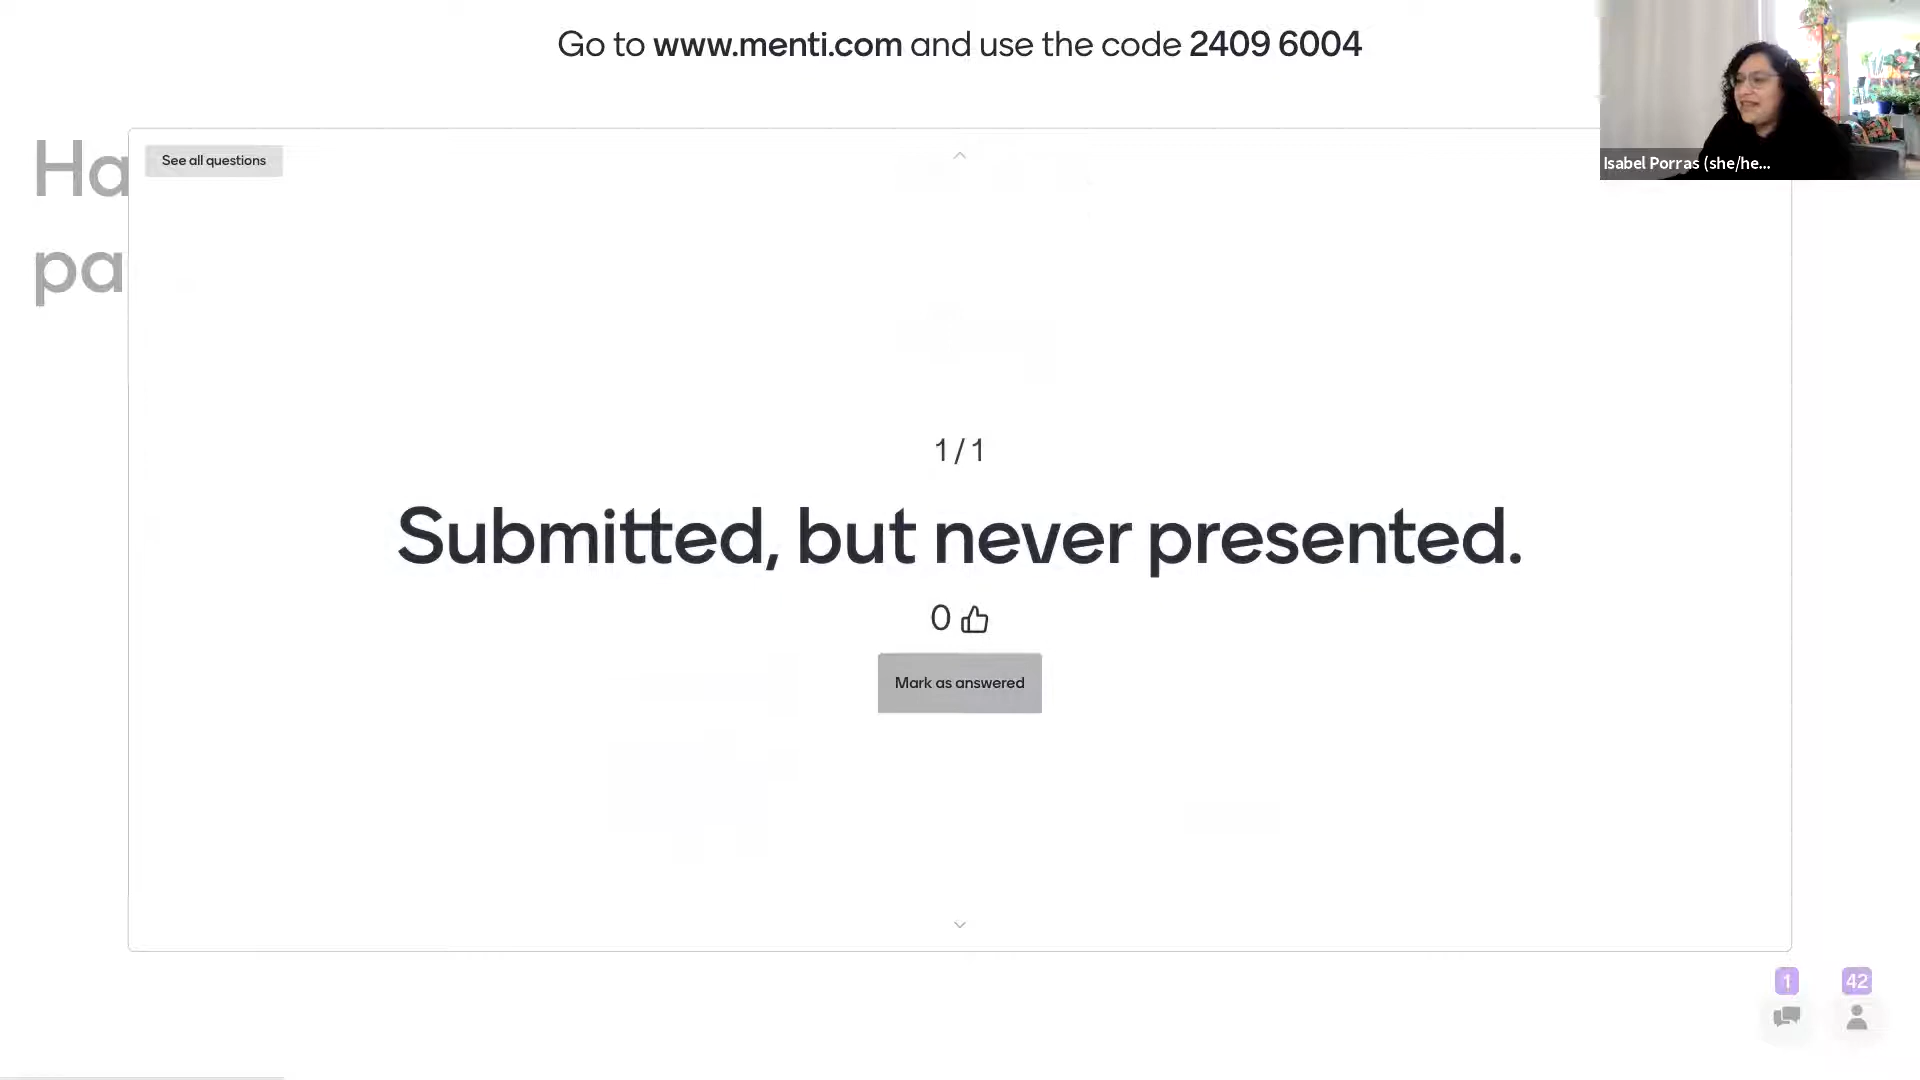 Go to www.menti.com and use the code 2409 6004
Isabel Porras (she/he...
Ha
pa
See all questions
1 / 1
Submitted, but never presented.
0
Mark as answered
1
42